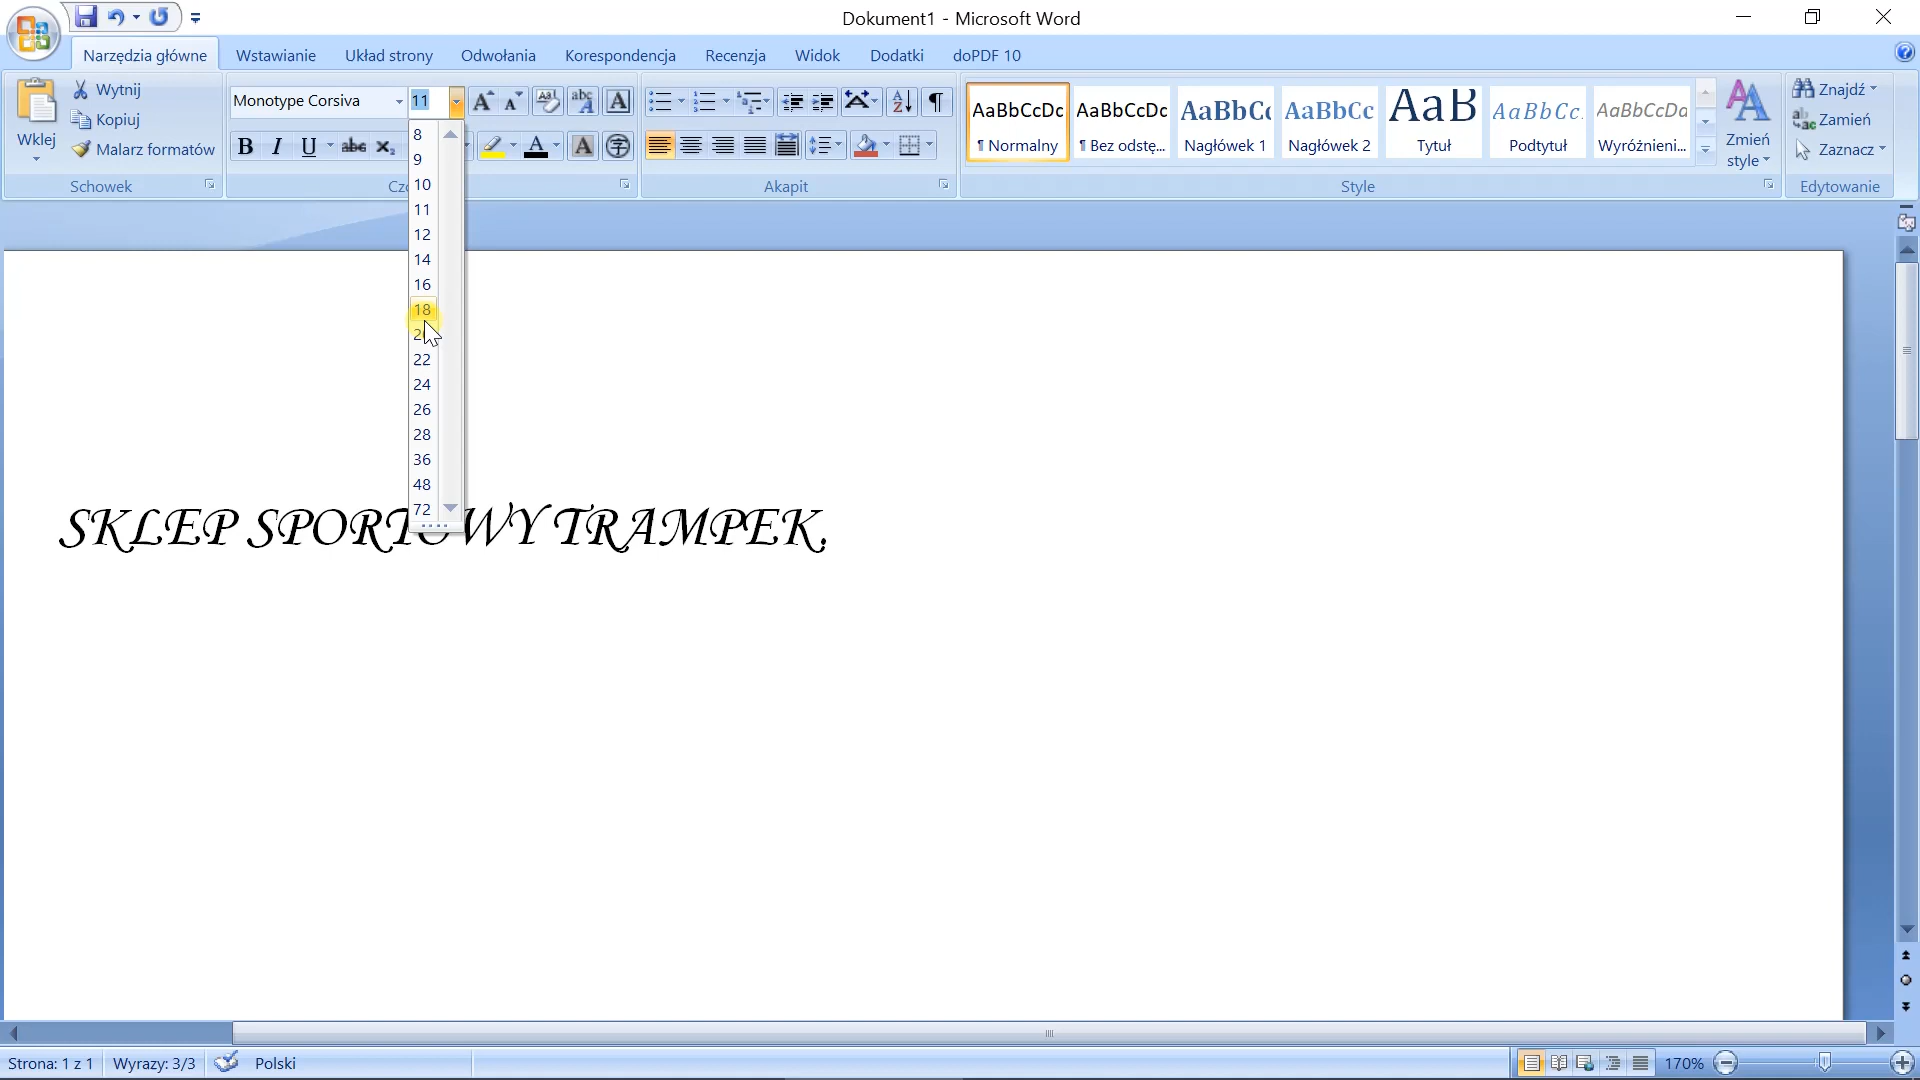 Dokument1 - Microsoft Word
Narzędzia główne Wstawianie Układ strony Odwołania Korespondencja Recenzja Widok Dodatki doPDF 10
Wklej
Wytnij
Kopiuj
Malarz formatów
Schowek
Monotype Corsiva 11
8
9
10
11
12
14
16
18
22
24
26
28
36
48
72
Akapit
AaBbCcDc AaBbCcDc AaBbC AaBbCc AaB AaBbCc. AaBbCcDa
¶ Normalny ¶ Bez odstę... Nagłówek 1 Nagłówek 2 Tytuł Podtytuł Wyróżnieni...
Zmień style
Style
Znajdź
Zamień
Zaznacz
Edytowanie
SKLEP SPORTOWY TRAMPEK.
Strona: 1 z 1 Wyrazy: 3/3 Polski 170%